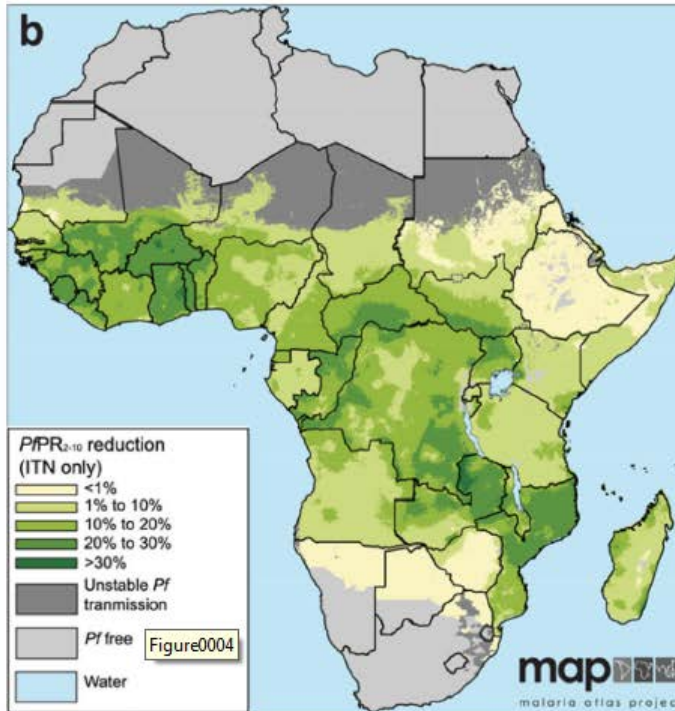 b
PfPR2-10 reduction
(ITN only)
<1%
1% to 10%
10% to 20%
20% to 30%
>30%
Unstable Pf
tranmission
Pf free
Figure0004
Water
map
malaria atlas project